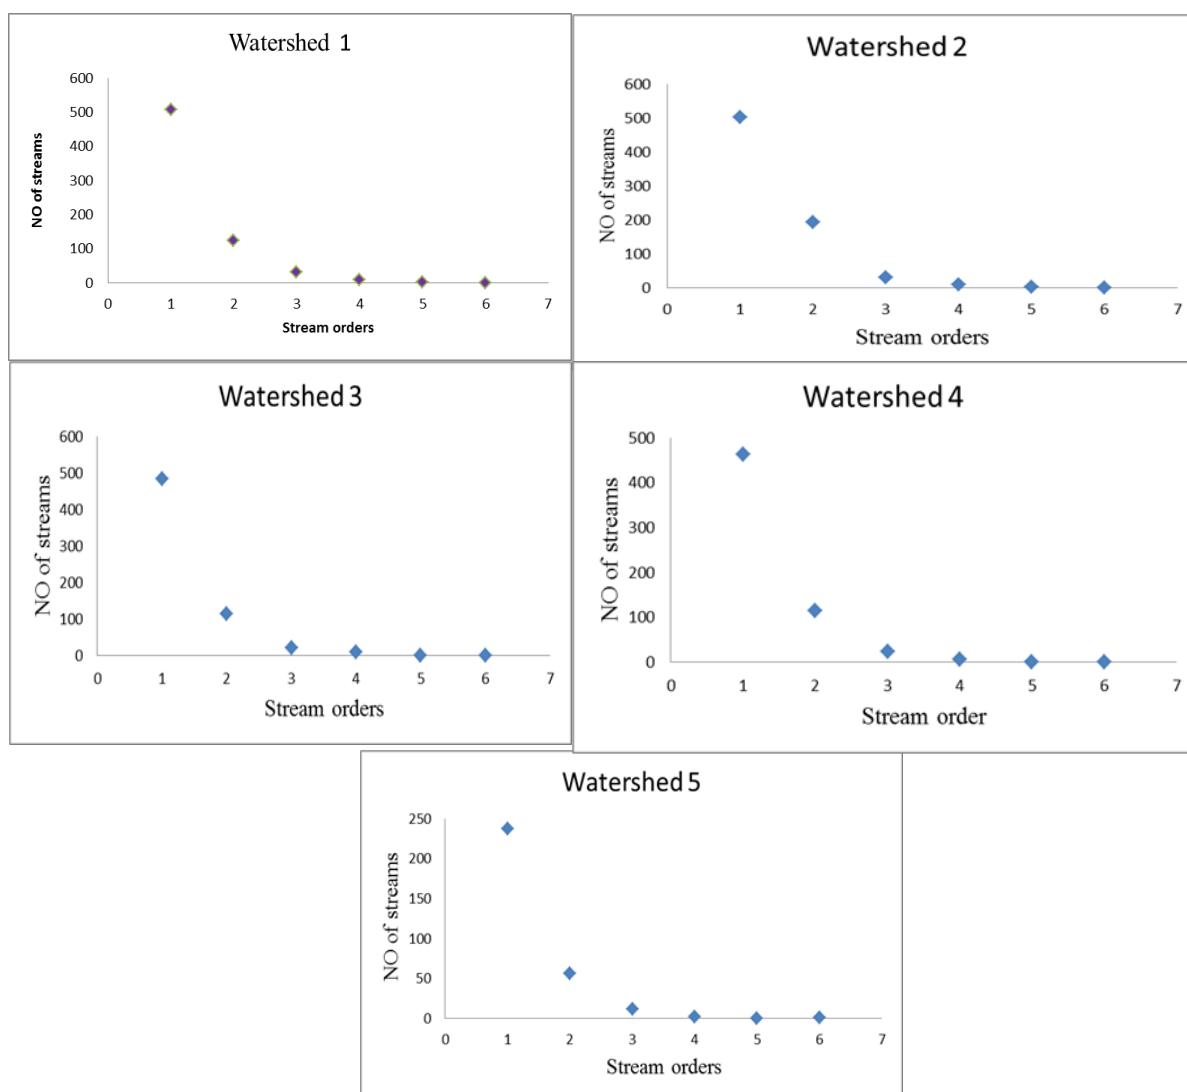 Watershed 1
600
500
400
300
200
100
0
NO of streams
0 1 2 3 4 5 6 7
Stream orders
Watershed 2
600
500
400
300
200
100
0
NO of streams
0 1 2 3 4 5 6 7
Stream orders
Watershed 3
600
500
400
300
200
100
0
NO of streams
0 1 2 3 4 5 6 7
Stream orders
Watershed 4
500
400
300
200
100
0
NO of streams
0 1 2 3 4 5 6 7
Stream order
Watershed 5
250
200
150
100
50
0
NO of streams
0 1 2 3 4 5 6 7
Stream orders